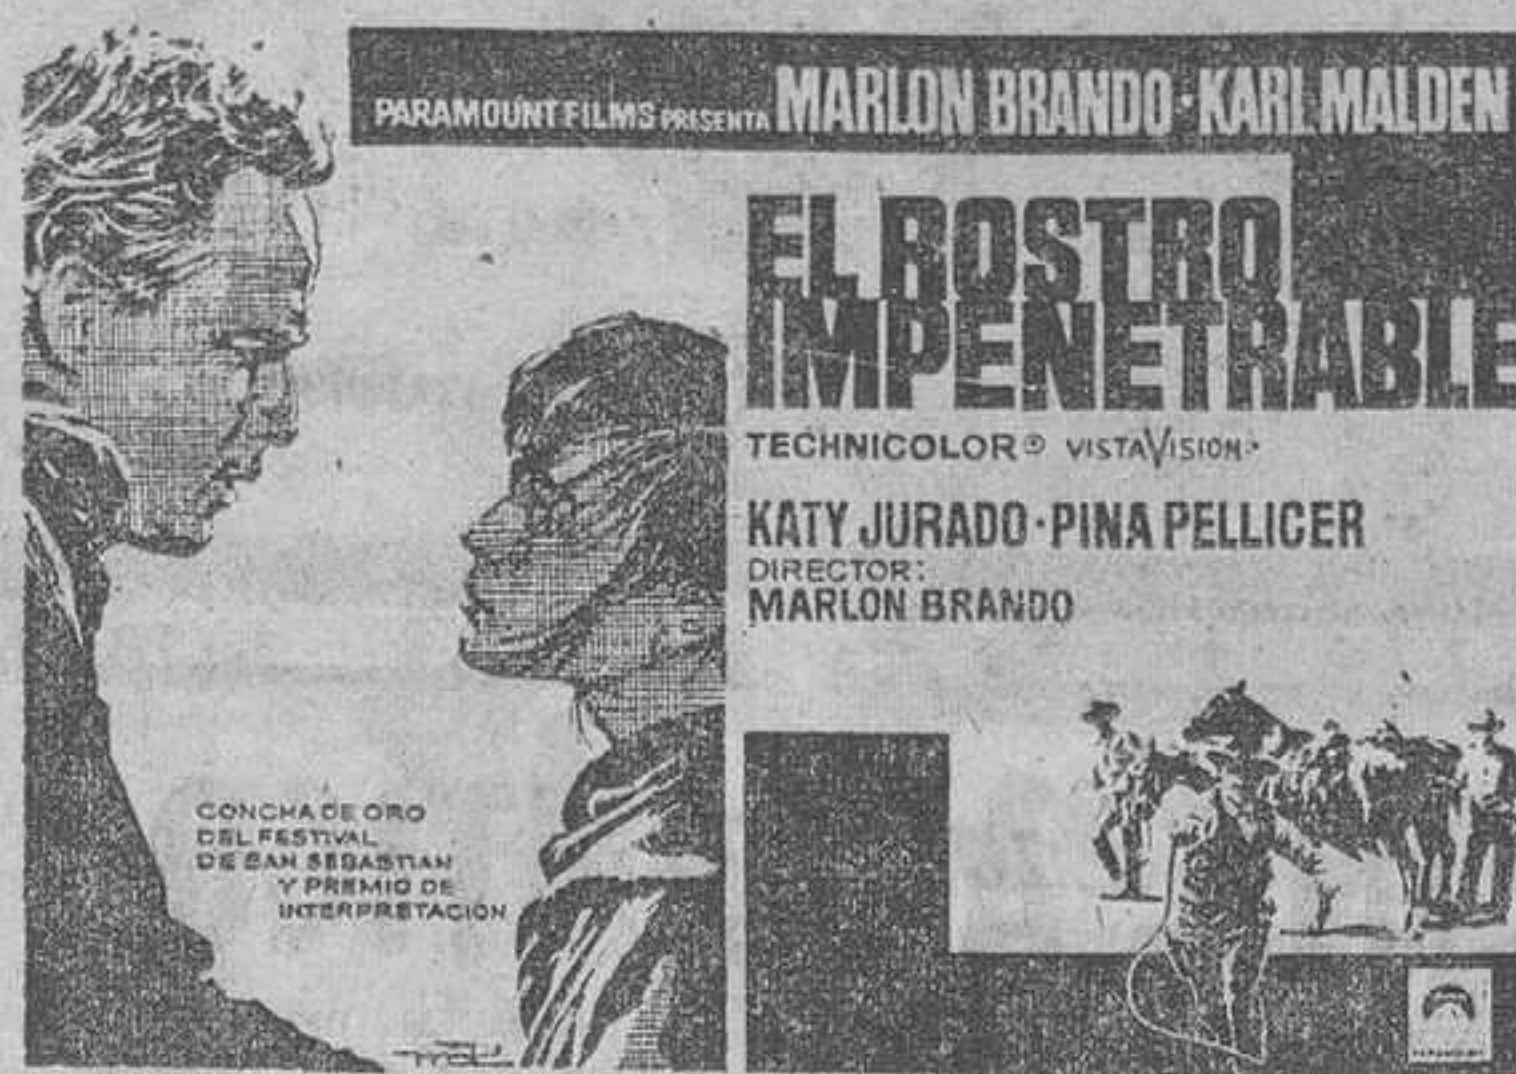 PARAMOUNT FILMS PRESENTA MARLON BRANDO · KARL MALDEN
EL ROSTRO
IMPENETRABLE
TECHNICOLOR® VISTAVISION
KATY JURADO · PINA PELLICER
DIRECTOR:
MARLON BRANDO
CONCHA DE ORO
DEL FESTIVAL
DE SAN SEBASTIAN
Y PREMIO DE
INTERPRETACION